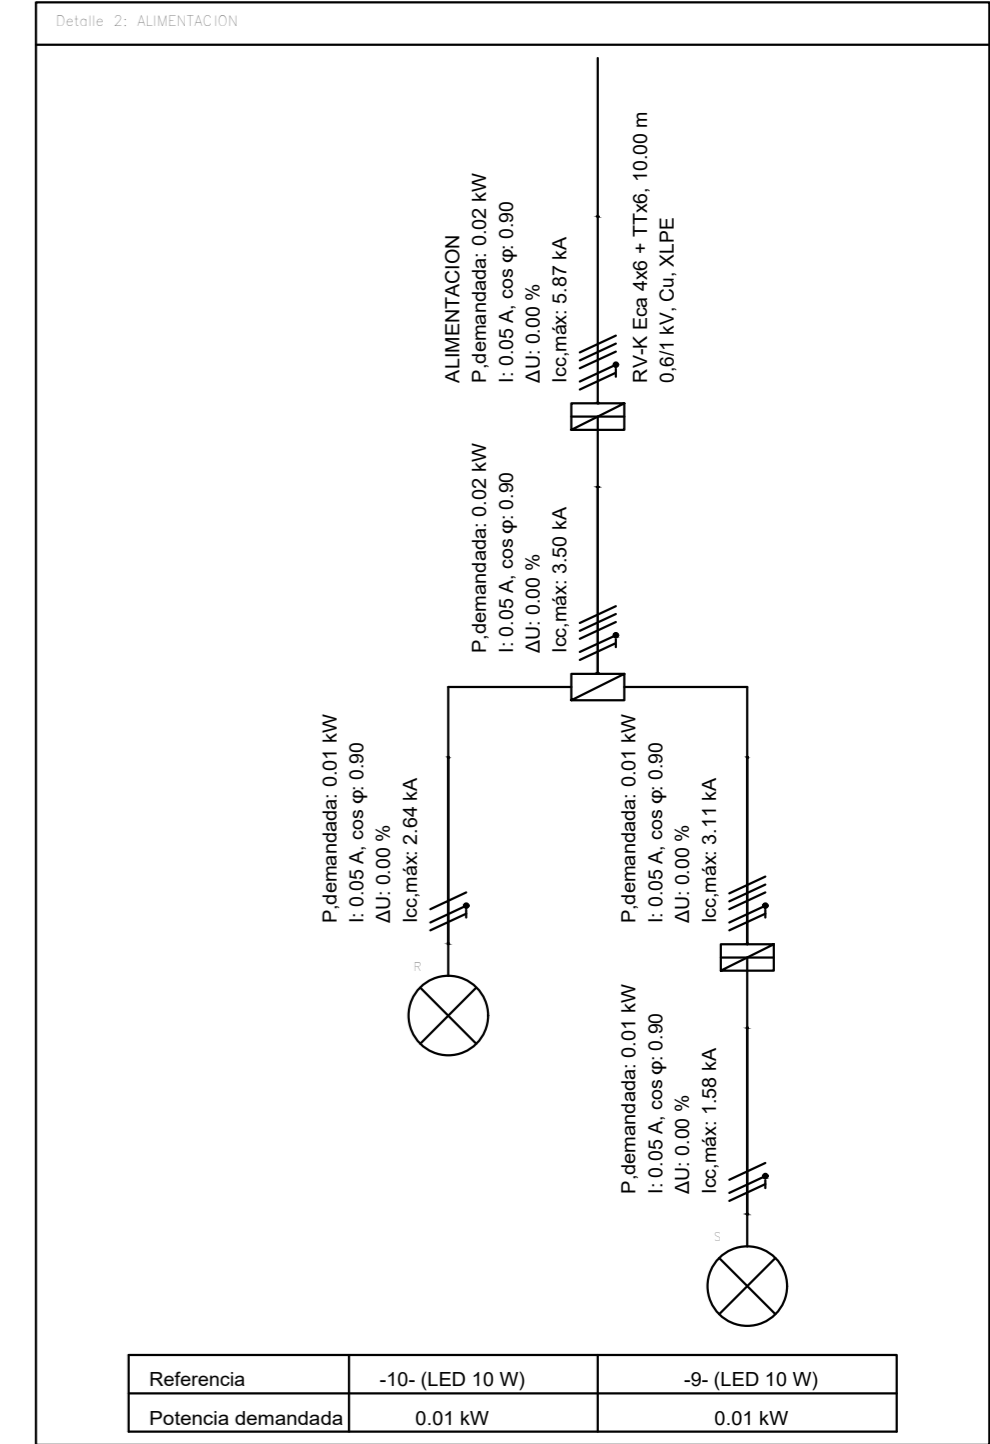 Detalle 2: ALIMENTACION
ALIMENTACION
P,demandada: 0.02 kW
I: 0.05 A, cos φ: 0.90
ΔU: 0.00 %
Icc,máx: 5.87 kA
RV-K Eca 4x6 + TTx6, 10.00 m
0,6/1 kV, Cu, XLPE
P,demandada: 0.02 kW
I: 0.05 A, cos φ: 0.90
ΔU: 0.00 %
Icc,máx: 3.50 kA
P,demandada: 0.01 kW
I: 0.05 A, cos φ: 0.90
ΔU: 0.00 %
Icc,máx: 2.64 kA
R
P,demandada: 0.01 kW
I: 0.05 A, cos φ: 0.90
ΔU: 0.00 %
Icc,máx: 3.11 kA
P,demandada: 0.01 kW
I: 0.05 A, cos φ: 0.90
ΔU: 0.00 %
Icc,máx: 1.58 kA
S
Referencia -10- (LED 10 W) -9- (LED 10 W)
Potencia demandada 0.01 kW 0.01 kW